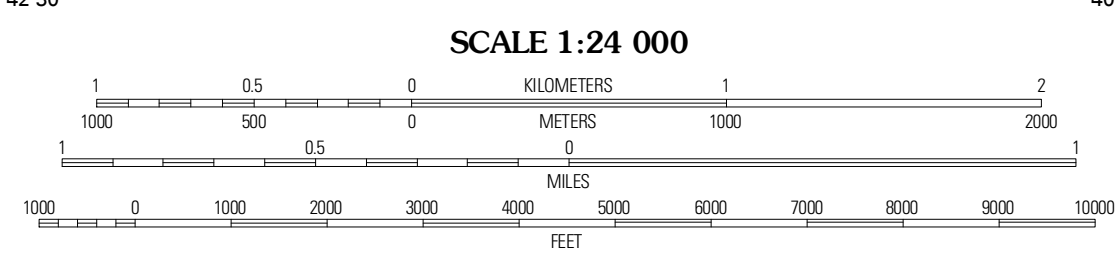 42'30"
40'
SCALE 1:24 000
1 0.5 0 KILOMETERS 1 2
1000 500 0 METERS 1000 2000
1 0.5 0 1
MILES
1000 0 1000 2000 3000 4000 5000 6000 7000 8000 9000 10000
FEET